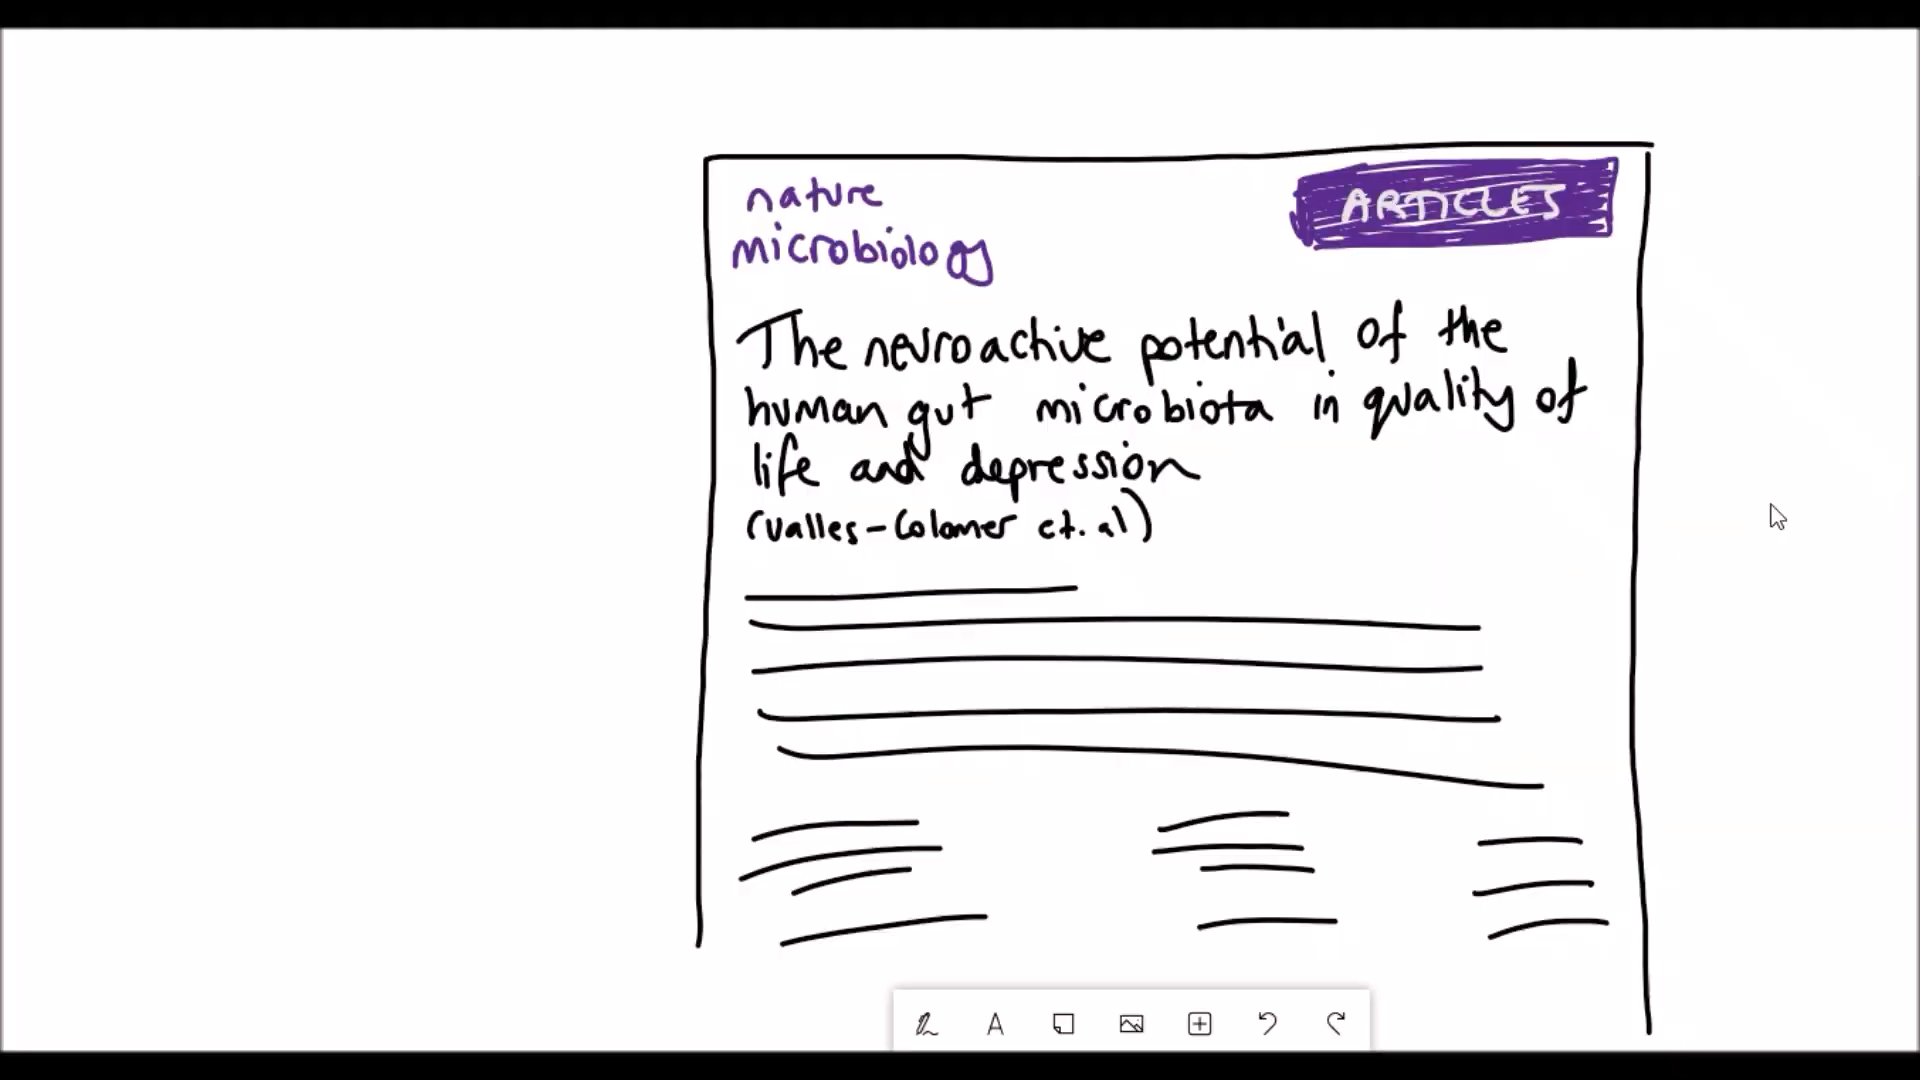 nature
microbiology
ARTICLES
The neuroactive potential of the
human gut microbiota in quality of
life and depression
(Valles-Colomer et. al)
A